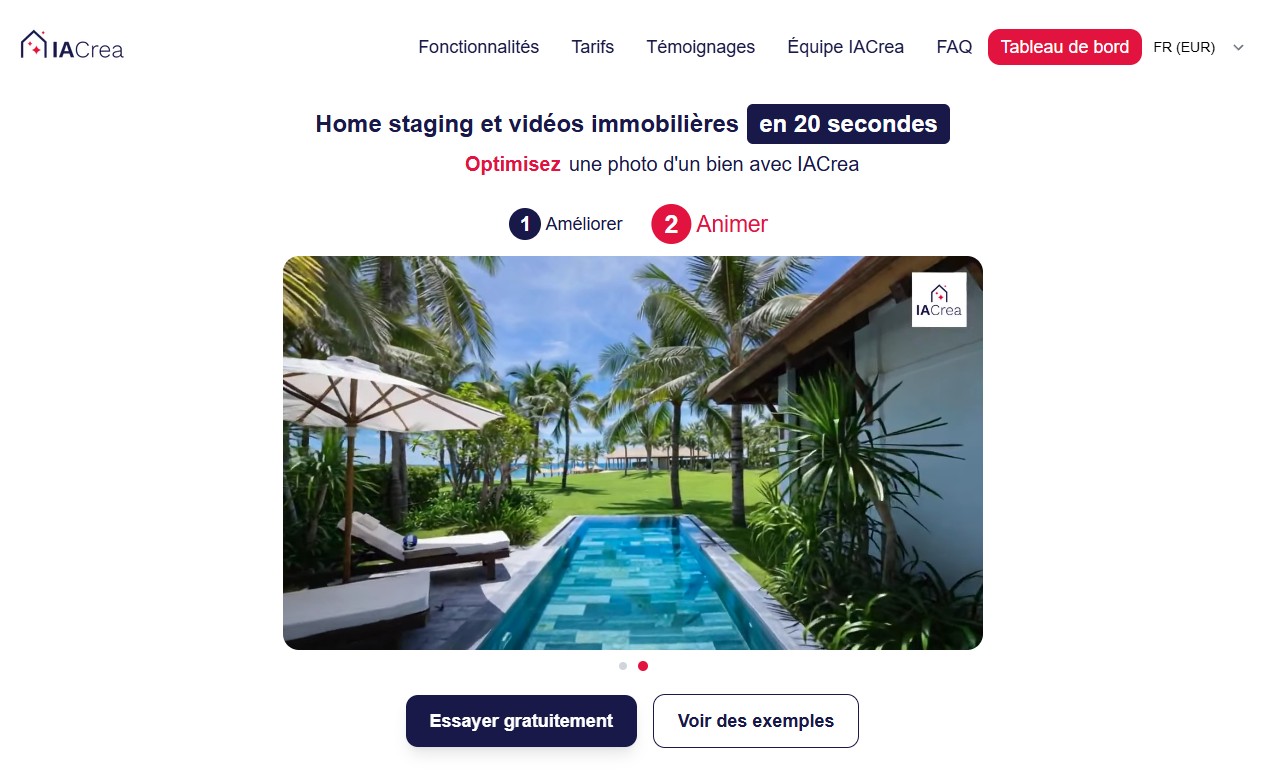 IACrea
Fonctionnalités
Tarifs
Témoignages
Équipe IACrea
FAQ
Tableau de bord
FR (EUR)
Home staging et vidéos immobilières en 20 secondes
Optimisez une photo d'un bien avec IACrea
1 Améliorer
2 Animer
IACrea
Essayer gratuitement
Voir des exemples